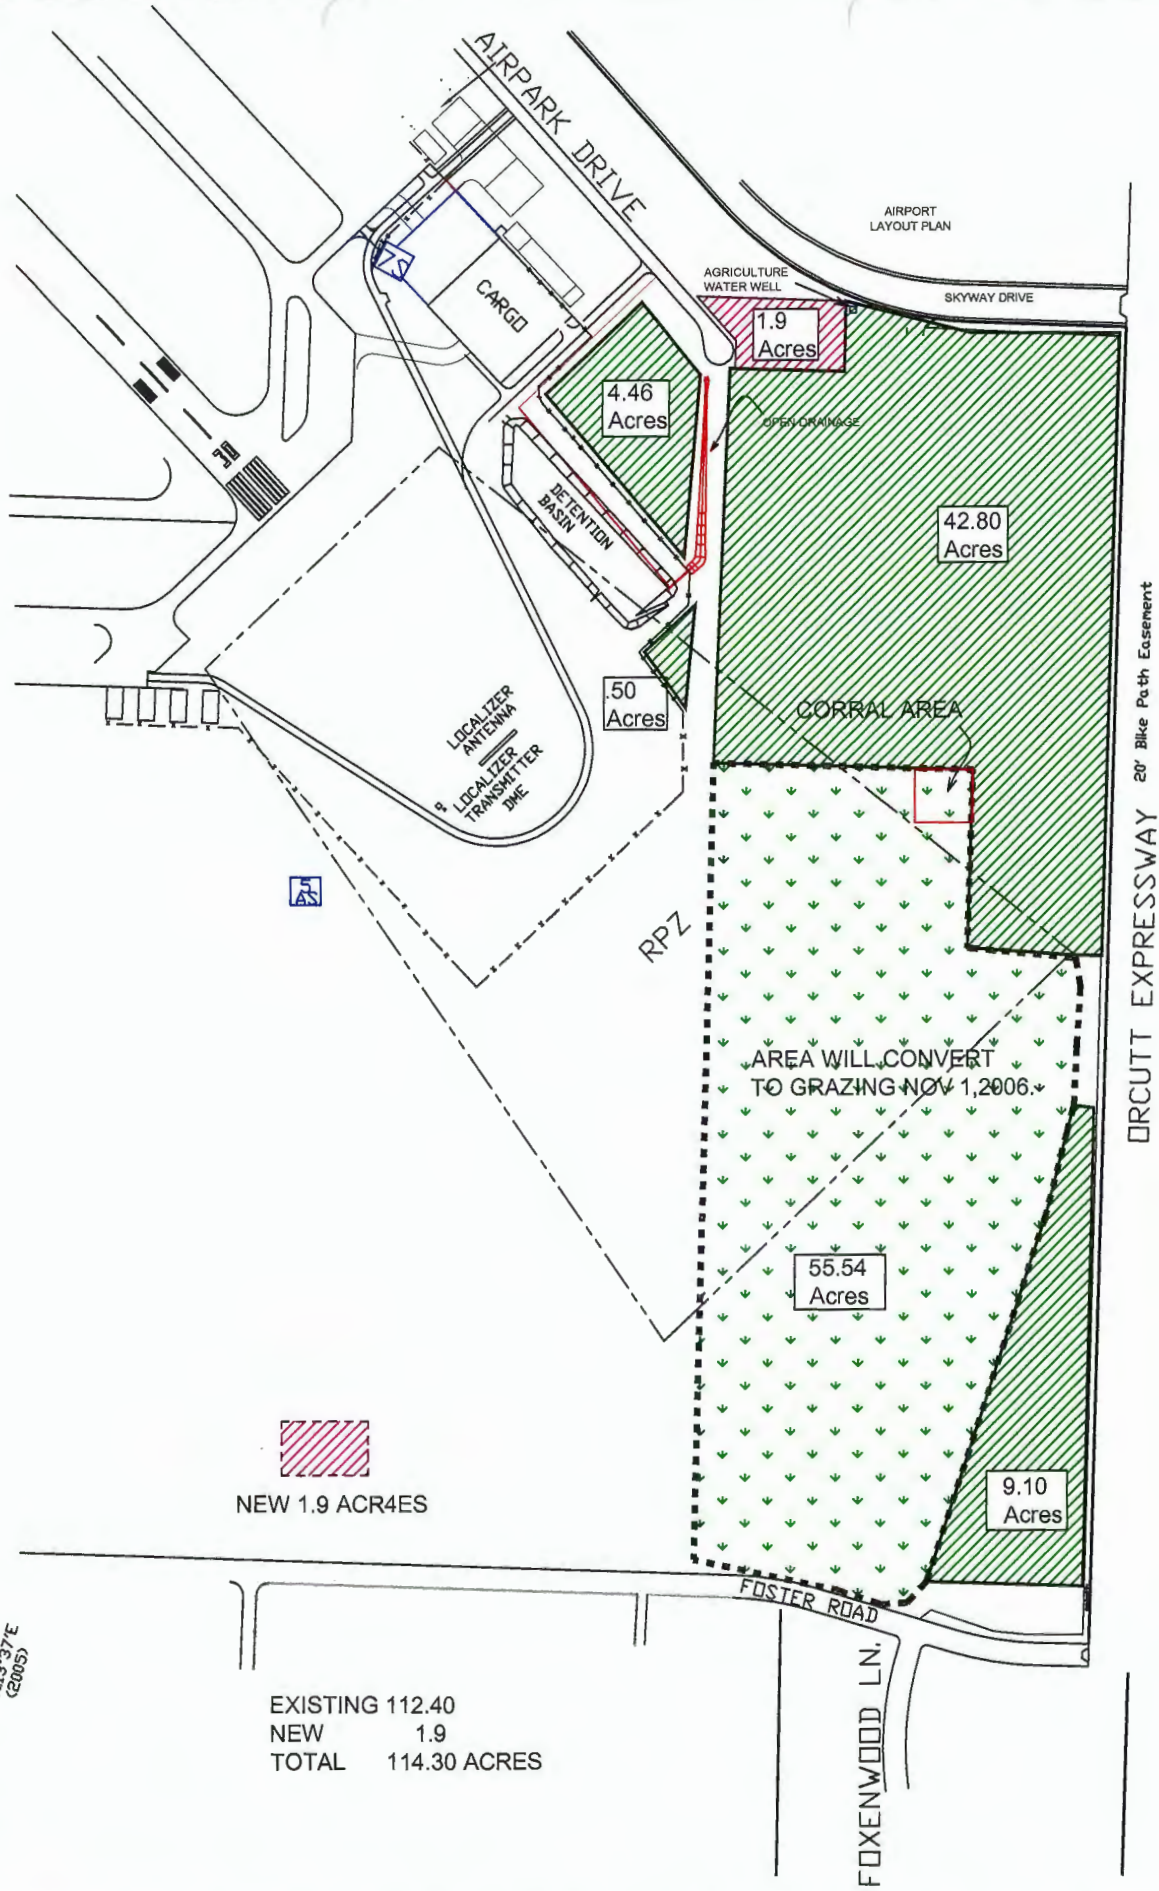 AIRPARK DRIVE
AIRPORT
LAYOUT PLAN
AGRICULTURE
WATER WELL
SKYWAY DRIVE
7S
CARGO
1.9
Acres
4.46
Acres
OPEN DRAINAGE
DETENTION
BASIN
42.80
Acres
20' Bike Path Easement
ORCUTT EXPRESSWAY
.50
Acres
CORRAL AREA
LOCALIZER
ANTENNA
LOCALIZER
TRANSMITTER
DME
5
AS
RPZ
AREA WILL CONVERT
TO GRAZING NOV 1,2006.
55.54
Acres
9.10
Acres
NEW 1.9 ACR4ES
FOSTER ROAD
FOXENWOOD LN.
(2005)
EXISTING 112.40
NEW 1.9
TOTAL 114.30 ACRES